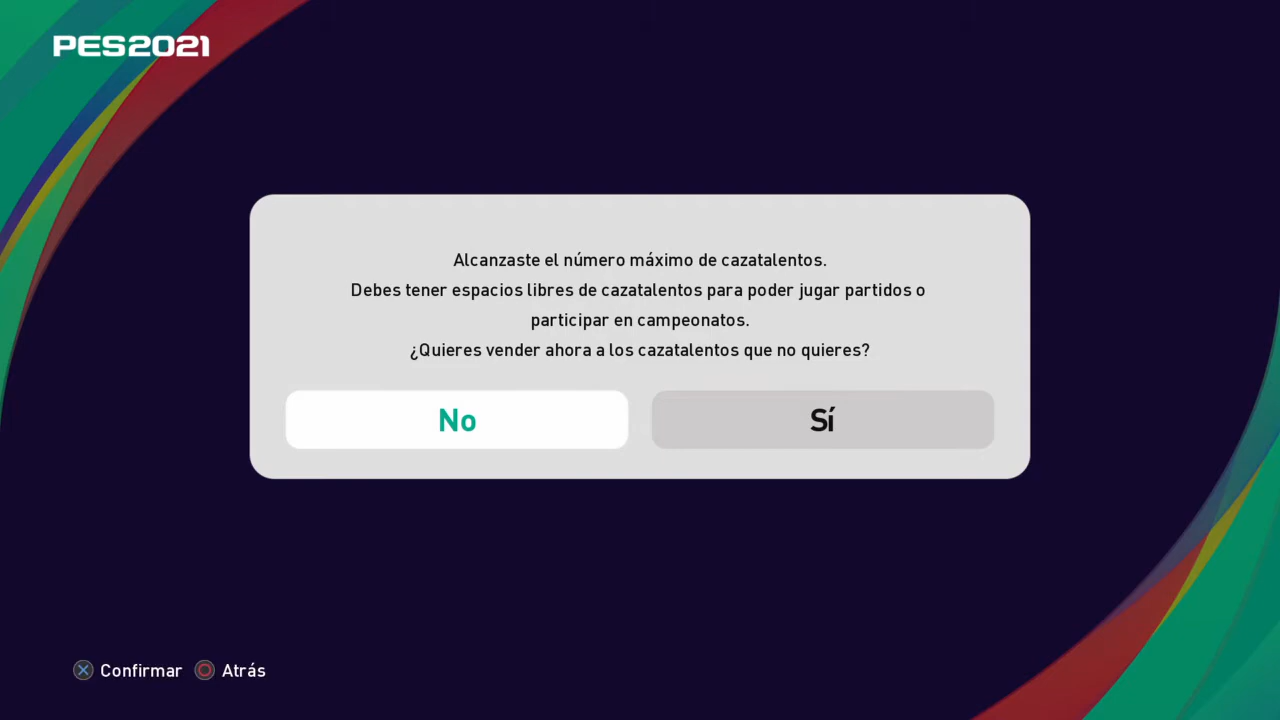 PES2021
Alcanzaste el número máximo de cazatalentos.
Debes tener espacios libres de cazatalentos para poder jugar partidos o
participar en campeonatos.
¿Quieres vender ahora a los cazatalentos que no quieres?
No
Sí
Confirmar
Atrás